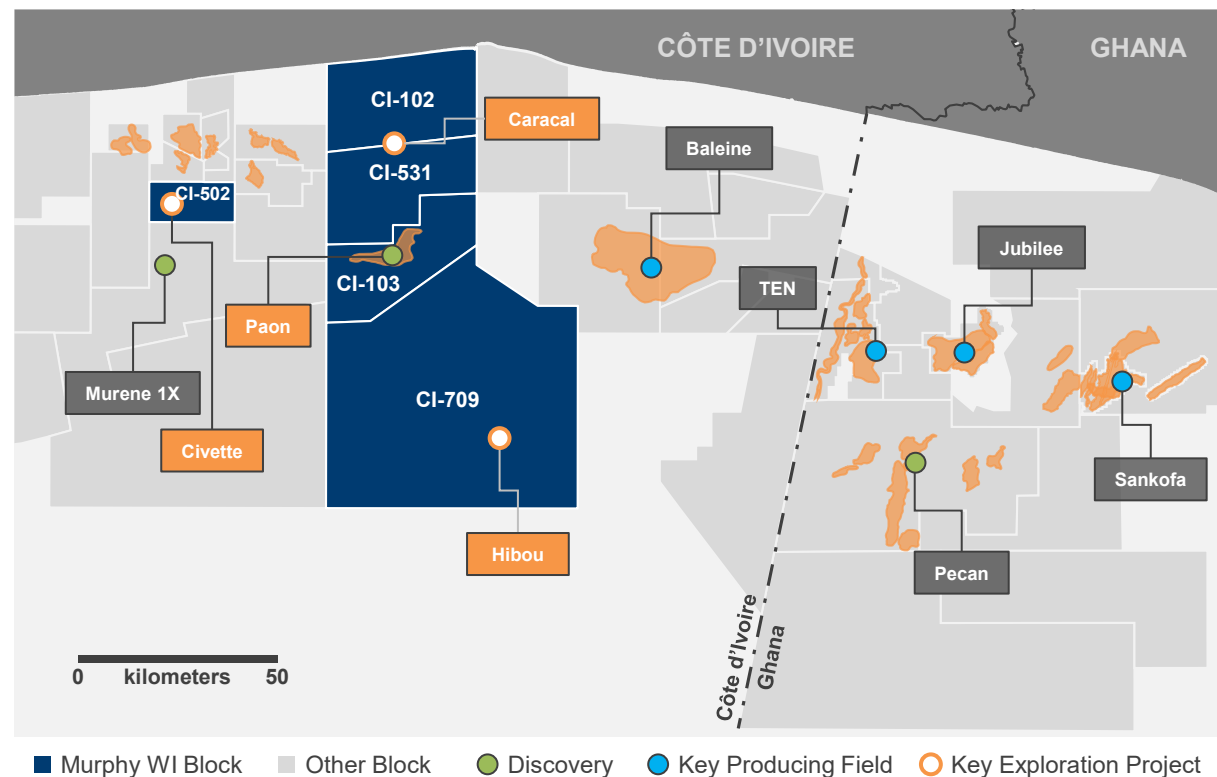 CÔTE D'IVOIRE
GHANA
CI-102
Caracal
Baleine
CI-531
CI-502
Jubilee
CI-103
TEN
Paon
Murene 1X
CI-709
Civette
Sankofa
Hibou
Pecan
0 kilometers 50
Côte d'Ivoire
Ghana
Murphy WI Block
Other Block
Discovery
Key Producing Field
Key Exploration Project